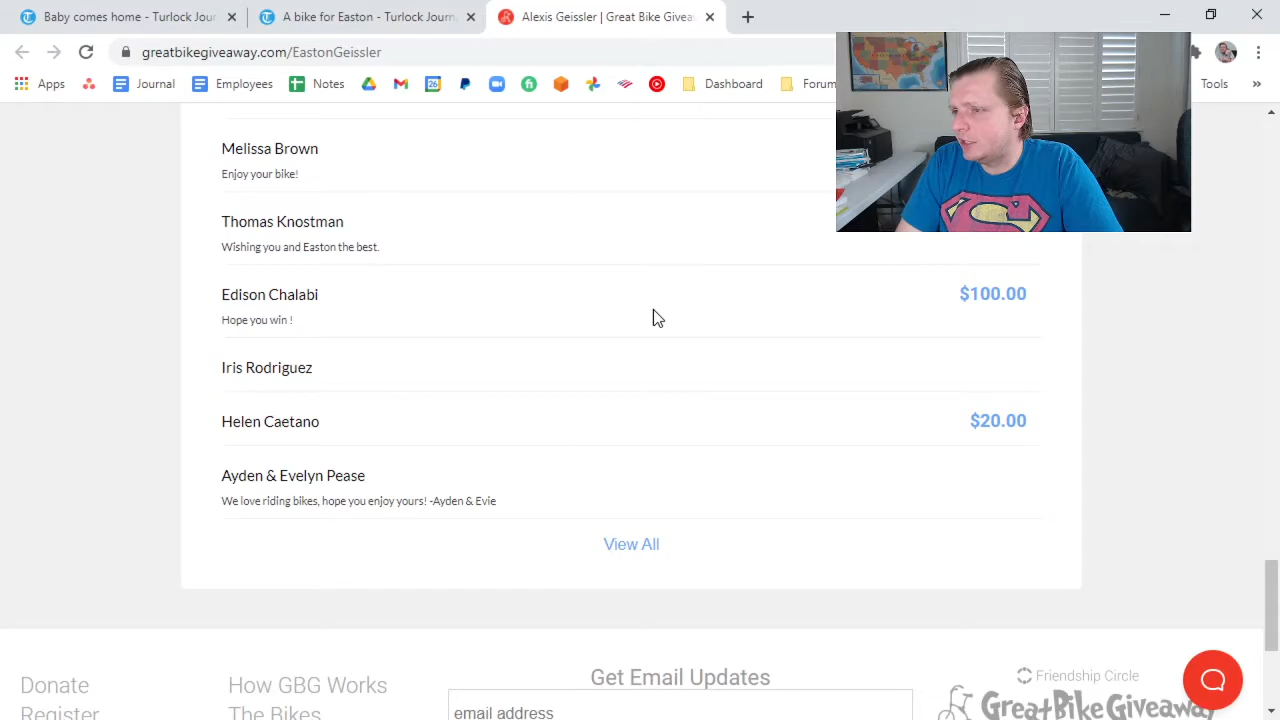 Baby comes home - Turlock Jour
A bike for Easton - Turlock Journ
Alexis Geissler | Great Bike Givea
greatbikegiveaway.com/EastonGeissler
Apps
Journal
Employees
Notes
26
Dashboard
Forum
Tools
Melissa Brown
Enjoy your bike!
Thomas Knostman
Wishing you and Easton the best.
Edison Chalabi
$100.00
Hope you win !
Iris Rodriguez
Helen Caetano
$20.00
Ayden & Evelyn Pease
We love riding bikes, hope you enjoy yours! -Ayden & Evie
View All
Donate
How GBG Works
Get Email Updates
Friendship Circle
Register
The Bikes
email address
GreatBikeGiveaway